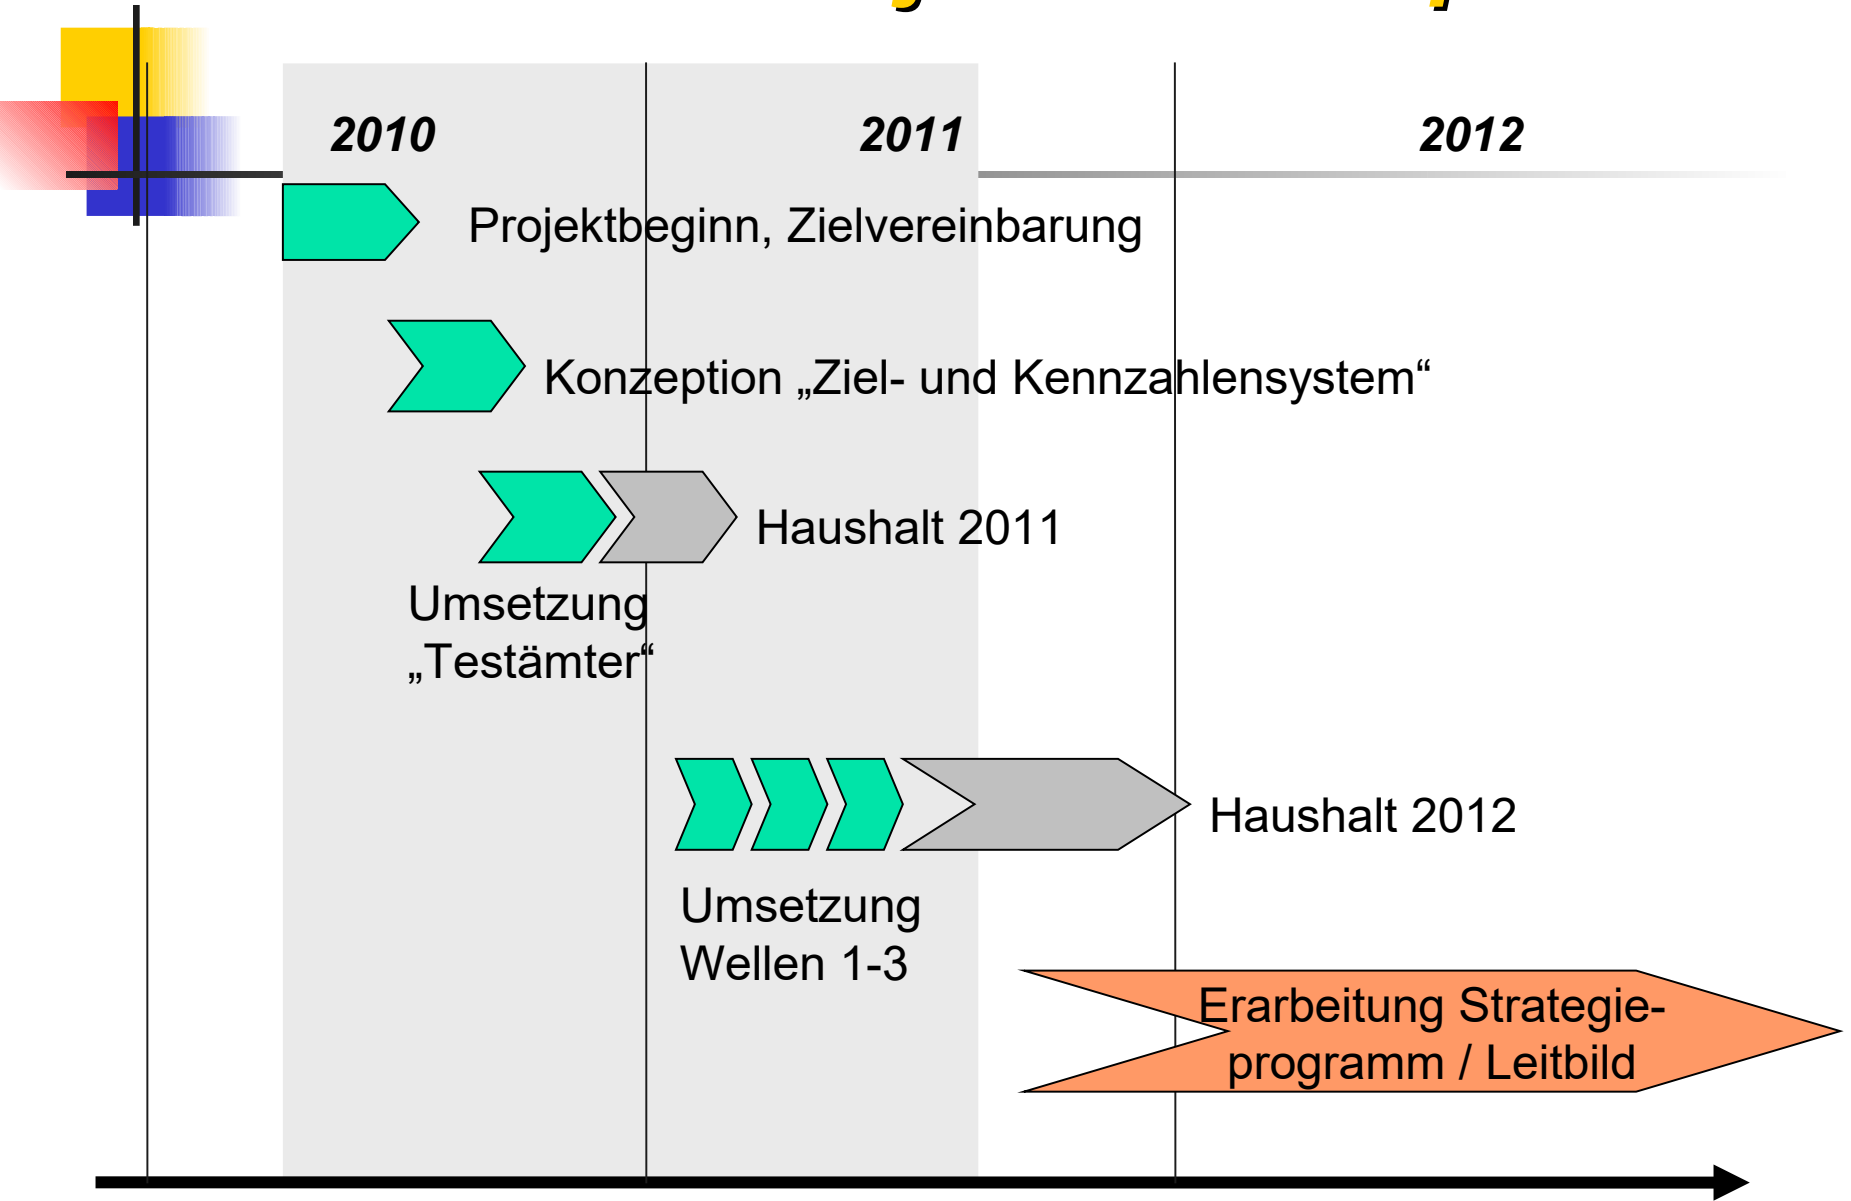 2010 2011 2012
Projektbeginn, Zielvereinbarung
Konzeption „Ziel- und Kennzahlensystem“
Haushalt 2011
Umsetzung
„Testämter“
Haushalt 2012
Umsetzung
Wellen 1-3
Erarbeitung Strategie-
programm / Leitbild